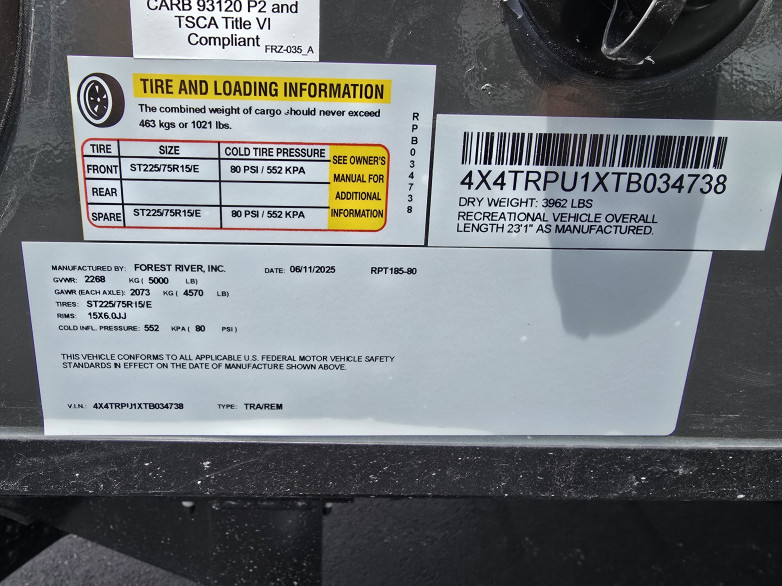 CARB 93120 P2 and
TSCA Title VI
Compliant
FRZ-035_A
TIRE AND LOADING INFORMATION
The combined weight of cargo should never exceed
463 kgs or 1021 lbs.
TIRE SIZE COLD TIRE PRESSURE
FRONT ST225/75R15/E 80 PSI / 552 KPA
REAR
SPARE ST225/75R15/E 80 PSI / 552 KPA
SEE OWNER'S
MANUAL FOR
ADDITIONAL
INFORMATION
RPB034738
4X4TRPU1XTB034738
DRY WEIGHT: 3962 LBS
RECREATIONAL VEHICLE OVERALL
LENGTH 23'1" AS MANUFACTURED.
MANUFACTURED BY: FOREST RIVER, INC. DATE: 06/11/2025 RPT185-80
GVWR: 2268 KG ( 5000 LB)
GAWR (EACH AXLE): 2073 KG ( 4570 LB)
TIRES: ST225/75R15/E
RIMS: 15X6.0JJ
COLD INFL. PRESSURE: 552 KPA ( 80 PSI )
THIS VEHICLE CONFORMS TO ALL APPLICABLE U.S. FEDERAL MOTOR VEHICLE SAFETY
STANDARDS IN EFFECT ON THE DATE OF MANUFACTURE SHOWN ABOVE.
V.I.N.: 4X4TRPU1XTB034738 TYPE: TRA/REM